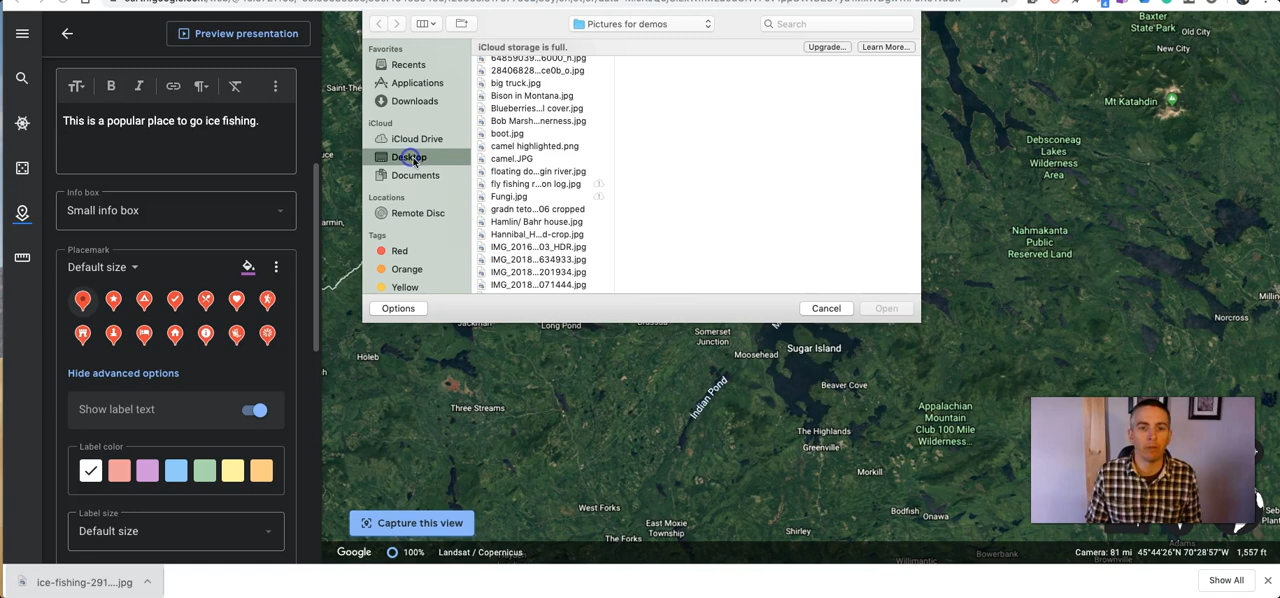 Preview presentation
This is a popular place to go ice fishing.
Info box
Small info box
Placemark
Default size
Hide advanced options
Show label text
Label color
Label size
Default size
Pictures for demos
Search
iCloud storage is full.
Upgrade...
Learn More...
Favorites
Recents
Applications
Downloads
iCloud
iCloud Drive
Desktop
Documents
Locations
Remote Disc
Tags
Red
Orange
Yellow
64859039...6000_n.jpg
28406828...ce0b_o.jpg
big truck.jpg
Bison in Montana.jpg
Blueberries...l cover.jpg
Bob Marsh...nerness.jpg
boot.jpg
camel highlighted.png
camel.JPG
floating do...gin river.jpg
fly fishing r...on log.jpg
Fungi.jpg
gradn teto...06 cropped
Hamlin/ Bahr house.jpg
Hannibal_H...d-crop.jpg
IMG_2016...03_HDR.jpg
IMG_2018...634933.jpg
IMG_2018...201934.jpg
IMG_2018...071444.jpg
Options
Cancel
Open
Baxter
State Park
Old City
New City
Mt Katahdin
Debsconeag
Lakes
Wilderness
Area
Nahmakanta
Public
Reserved Land
Norcross
Long Pond
Somerset
Junction
Moosehead
Sugar Island
Holeb
Beaver Cove
Indian Pond
Three Streams
The Highlands
Greenville
Appalachian
Mountain
Club 100 Mile
Wilderness...
Morkill
West Forks
East Moxie
Township
The Forks
Shirley
Bodfish
Onawa
Capture this view
Google
100%
Landsat / Copernicus
Willimantic
Bowerbank
Camera: 81 mi 45°44'26"N 70°28'57"W 1,557 ft
ice-fishing-291....jpg
Show All